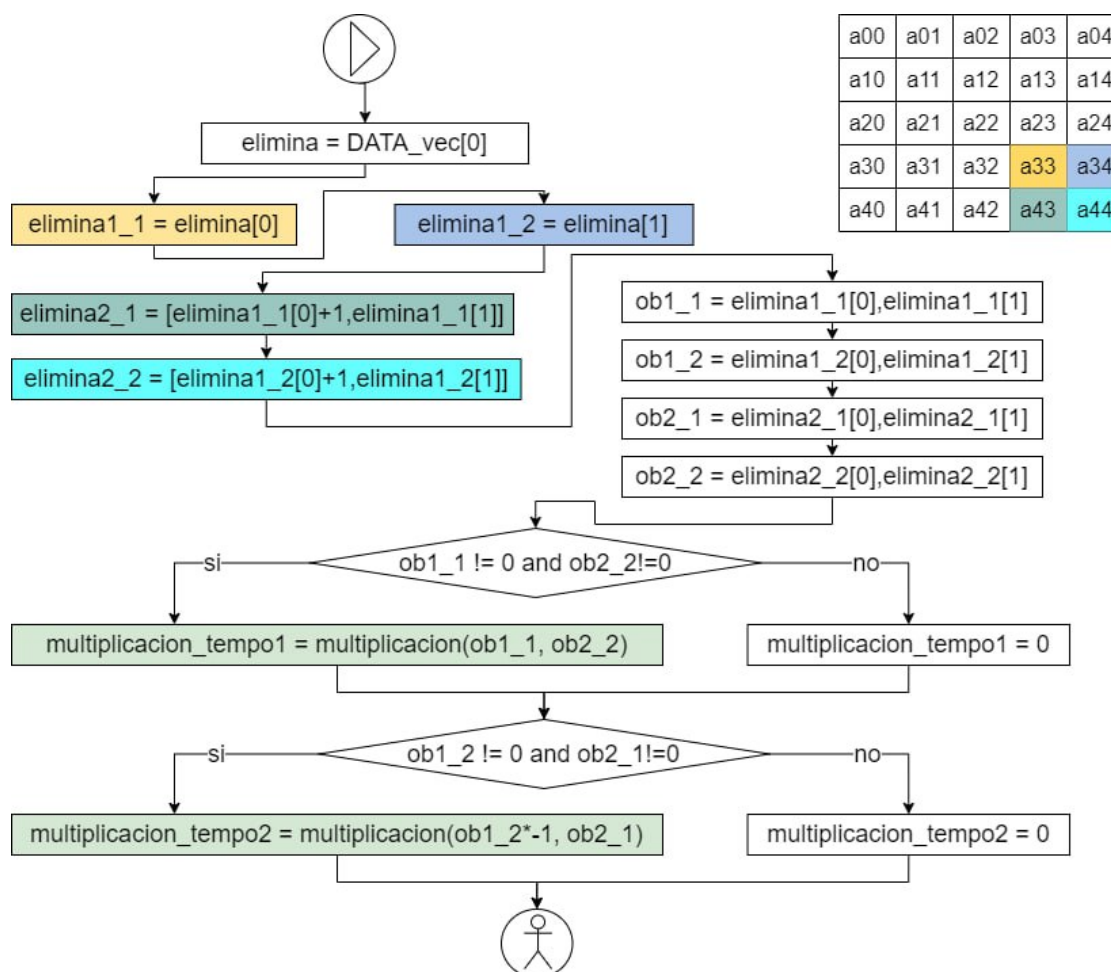 elimina = DATA_vec[0]
elimina1_1 = elimina[0]
elimina1_2 = elimina[1]
elimina2_1 = [elimina1_1[0]+1,elimina1_1[1]]
elimina2_2 = [elimina1_2[0]+1,elimina1_2[1]]
a00 a01 a02 a03 a04
a10 a11 a12 a13 a14
a20 a21 a22 a23 a24
a30 a31 a32 a33 a34
a40 a41 a42 a43 a44
ob1_1 = elimina1_1[0],elimina1_1[1]
ob1_2 = elimina1_2[0],elimina1_2[1]
ob2_1 = elimina2_1[0],elimina2_1[1]
ob2_2 = elimina2_2[0],elimina2_2[1]
si
ob1_1 != 0 and ob2_2!=0
no
multiplicacion_tempo1 = multiplicacion(ob1_1, ob2_2)
multiplicacion_tempo1 = 0
si
ob1_2 != 0 and ob2_1!=0
no
multiplicacion_tempo2 = multiplicacion(ob1_2*-1, ob2_1)
multiplicacion_tempo2 = 0